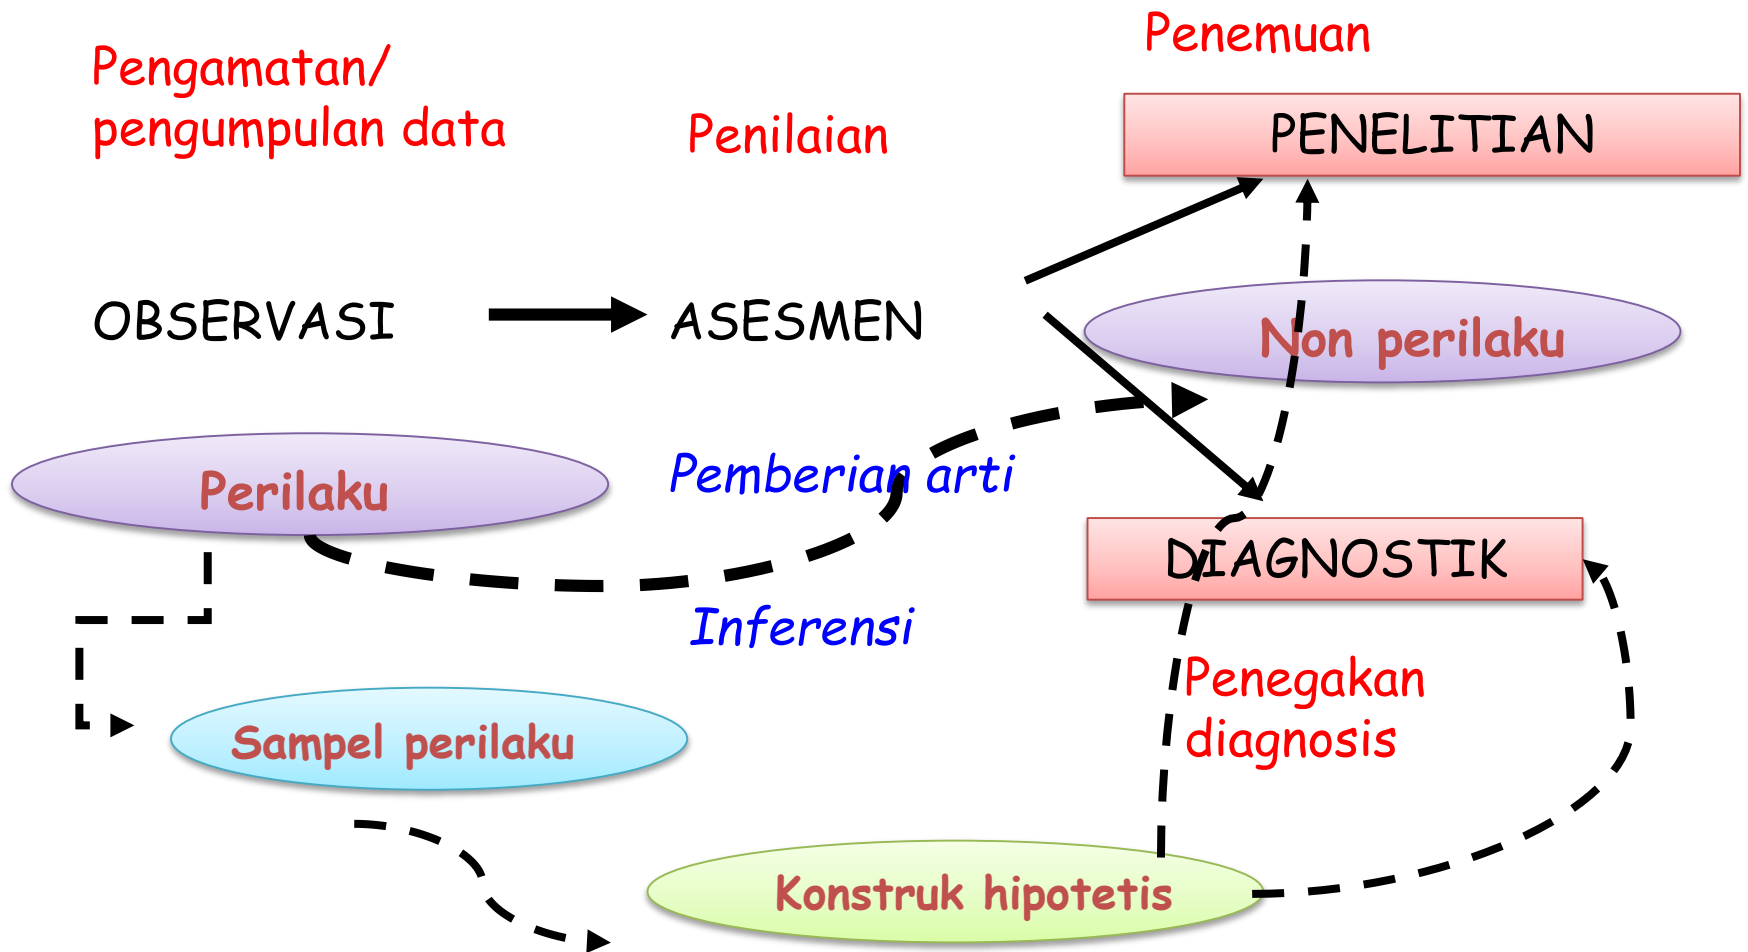 Penemuan
Pengamatan/
pengumpulan data
Penilaian
PENELITIAN
OBSERVASI
ASESMEN
Non perilaku
Perilaku
Pemberian arti
DIAGNOSTIK
Inferensi
Penegakan
diagnosis
Sampel perilaku
Konstruk hipotetis